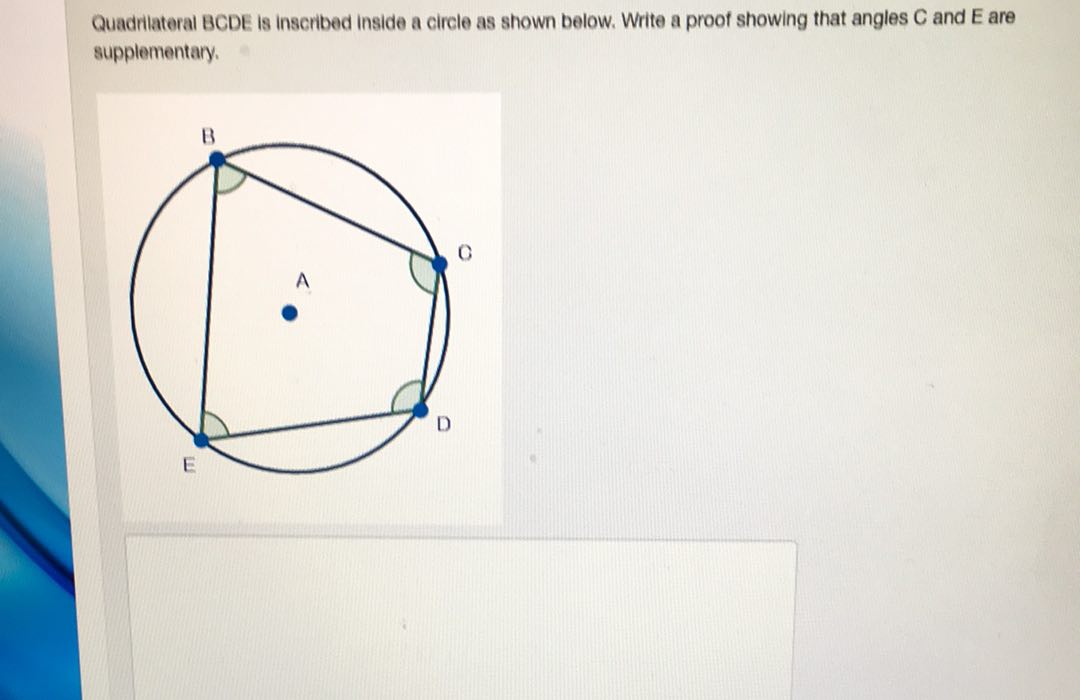 Quadrilateral BCDE is inscribed inside a circle as shown below. Write a proof showing that angles C and E are
supplementary.
B
C
A
D
E